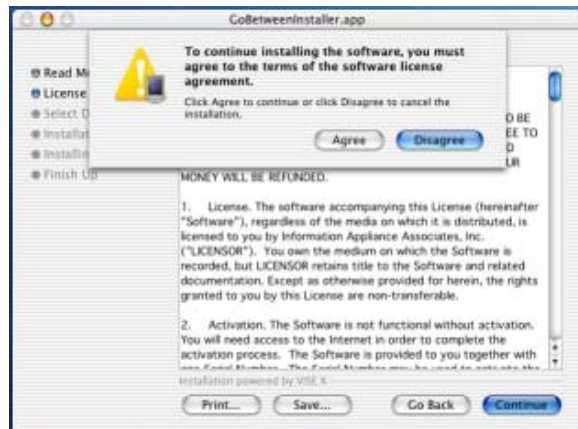 GoBetweenInstaller.app
To continue installing the software, you must
agree to the terms of the software license
agreement.
Click Agree to continue or click Disagree to cancel the
installation.
Agree
Disagree
Read M
License
Select D
Installat
Installin
Finish Up
O BE
EE TO
D
UR
MONEY WILL BE REFUNDED.
1. License. The software accompanying this License (hereinafter
"Software"), regardless of the media on which it is distributed, is
licensed to you by Information Appliance Associates, Inc.
("LICENSOR"). You own the medium on which the Software is
recorded, but LICENSOR retains title to the Software and related
documentation. Except as otherwise provided for herein, the rights
granted to you by this License are non-transferable.
2. Activation. The Software is not functional without activation.
You will need access to the Internet in order to complete the
activation process. The Software is provided to you together with
Installation powered by VISE X
Print...
Save...
Go Back
Continue